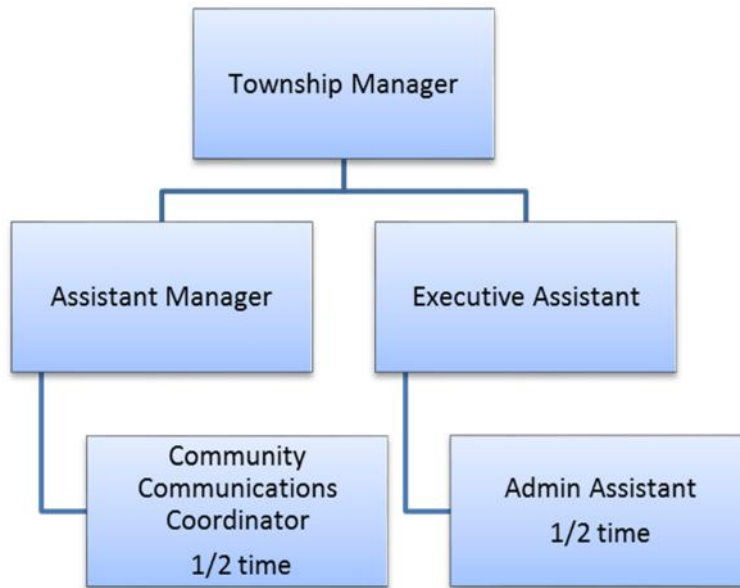 Township Manager
Assistant Manager
Executive Assistant
Community
Communications
Coordinator
1/2 time
Admin Assistant
1/2 time